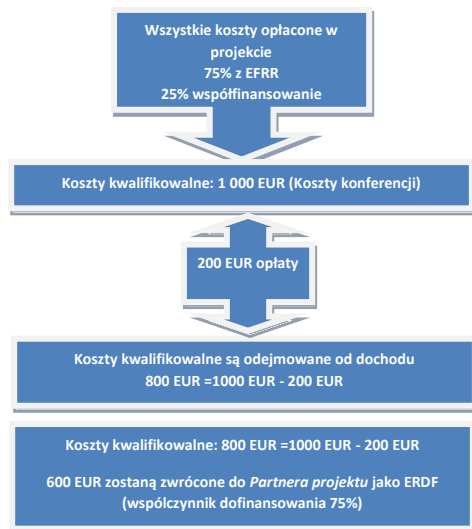 Wszystkie koszty opłacone w
projekcie
75% z EFRR
25% współfinansowanie
Koszty kwalifikowalne: 1 000 EUR (Koszty konferencji)
200 EUR opłaty
Koszty kwalifikowalne są odejmowane od dochodu
800 EUR =1000 EUR - 200 EUR
Koszty kwalifikowalne: 800 EUR =1000 EUR - 200 EUR
600 EUR zostaną zwrócone do Partnera projektu jako ERDF
(wspólczynnik dofinansowania 75%)